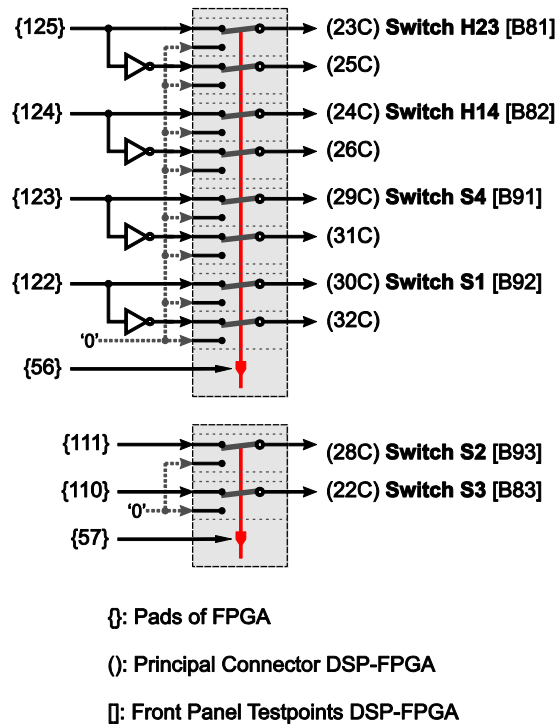 {125} (23C) Switch H23 [B81]
(25C)
{124} (24C) Switch H14 [B82]
(26C)
{123} (29C) Switch S4 [B91]
(31C)
{122} (30C) Switch S1 [B92]
(32C)
'0'
{56}
{111} (28C) Switch S2 [B93]
{110} (22C) Switch S3 [B83]
'0'
{57}
{}: Pads of FPGA
(): Principal Connector DSP-FPGA
[]: Front Panel Testpoints DSP-FPGA